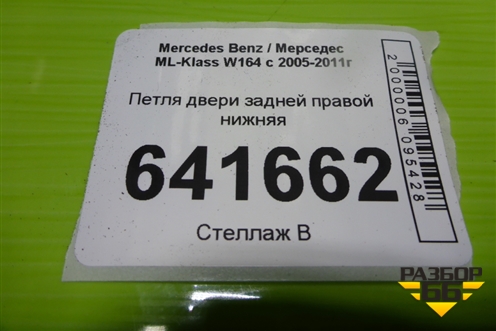 Mercedes Benz / Мерседес
ML-Klass W164 с 2005-2011г
Петля двери задней правой
нижняя
641662
Стеллаж В
2000006095428
РАЗБОР
66